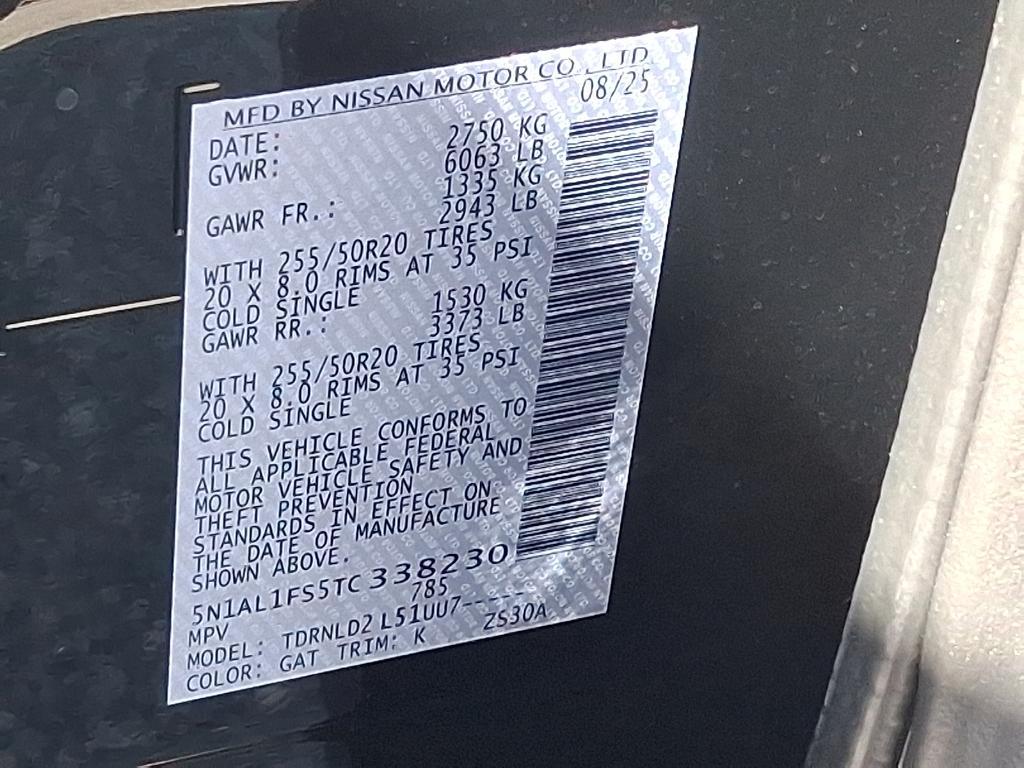 MFD BY NISSAN MOTOR CO., LTD.
DATE: 08/25
GVWR: 2750 KG
6063 LB
GAWR FR.: 1335 KG
2943 LB
WITH 255/50R20 TIRES
20 X 8.0 RIMS AT 35 PSI
COLD SINGLE
GAWR RR.: 1530 KG
3373 LB
WITH 255/50R20 TIRES
20 X 8.0 RIMS AT 35 PSI
COLD SINGLE
THIS VEHICLE CONFORMS TO
ALL APPLICABLE FEDERAL
MOTOR VEHICLE SAFETY AND
THEFT PREVENTION
STANDARDS IN EFFECT ON
THE DATE OF MANUFACTURE
SHOWN ABOVE.
5N1AL1FS5TC338230
MPV 785
MODEL: TDRNLD2 L51UU7-----
COLOR: GAT TRIM: K ZS30A